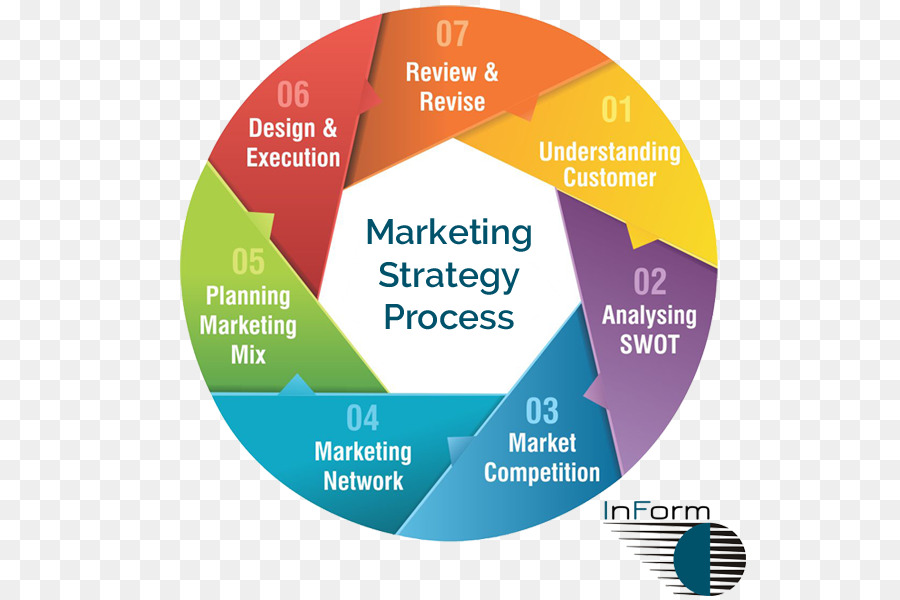 Marketing
Strategy
Process
01
Understanding
Customer
02
Analysing
SWOT
03
Market
Competition
04
Marketing
Network
05
Planning
Marketing
Mix
06
Design &
Execution
07
Review &
Revise
InForm